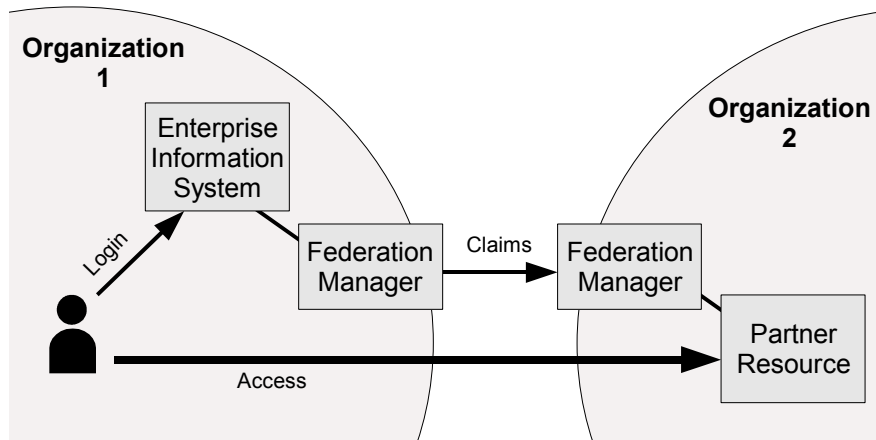 Organization
1
Enterprise
Information
System
Login
Federation
Manager
Claims
Federation
Manager
Organization
2
Partner
Resource
Access